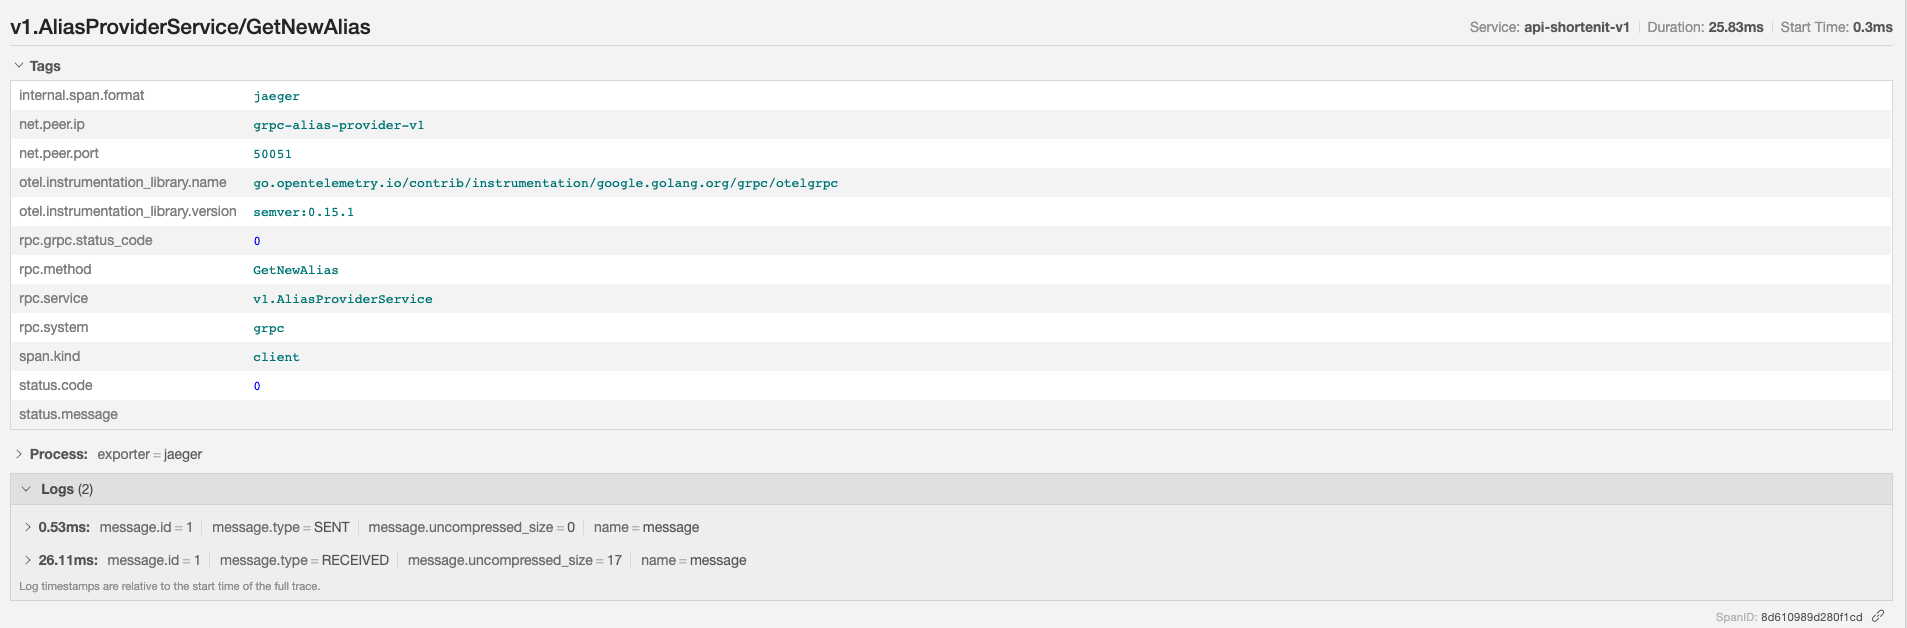 v1.AliasProviderService/GetNewAlias
Service: api-shortenit-v1 | Duration: 25.83ms | Start Time: 0.3ms
Tags
internal.span.format jaeger
net.peer.ip grpc-alias-provider-v1
net.peer.port 50051
otel.instrumentation_library.name go.opentelemetry.io/contrib/instrumentation/google.golang.org/grpc/otelgrpc
otel.instrumentation_library.version semver:0.15.1
rpc.grpc.status_code 0
rpc.method GetNewAlias
rpc.service v1.AliasProviderService
rpc.system grpc
span.kind client
status.code 0
status.message
Process: exporter = jaeger
Logs (2)
0.53ms: message.id = 1 | message.type = SENT | message.uncompressed_size = 0 | name = message
26.11ms: message.id = 1 | message.type = RECEIVED | message.uncompressed_size = 17 | name = message
Log timestamps are relative to the start time of the full trace.
SpanID: 8d610989d280f1cd